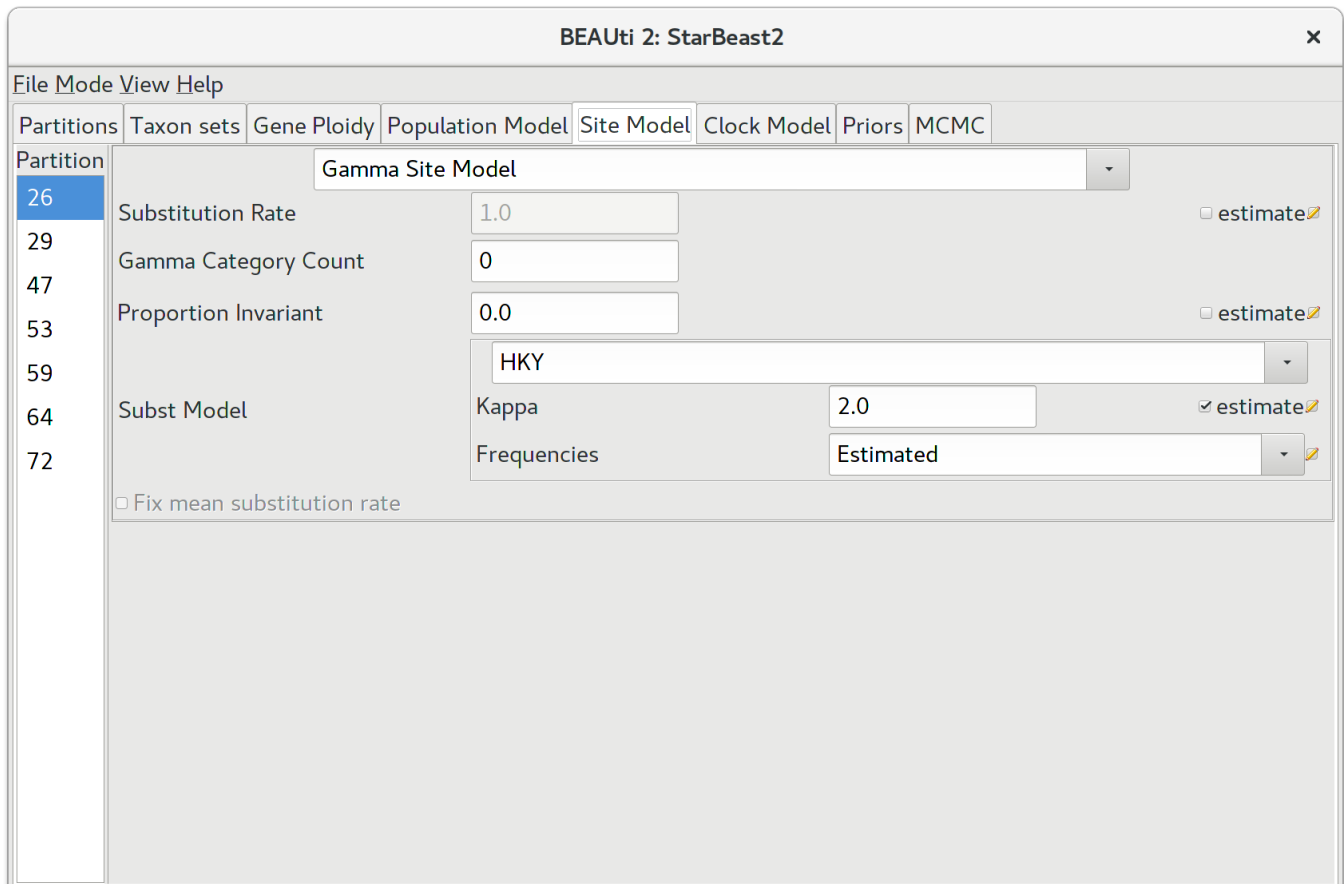 BEAUti 2: StarBeast2
File Mode View Help
Partitions Taxon sets Gene Ploidy Population Model Site Model Clock Model Priors MCMC
Partition
26
29
47
53
59
64
72
Gamma Site Model
Substitution Rate 1.0 estimate
Gamma Category Count 0
Proportion Invariant 0.0 estimate
HKY
Subst Model Kappa 2.0 estimate
Frequencies Estimated
Fix mean substitution rate